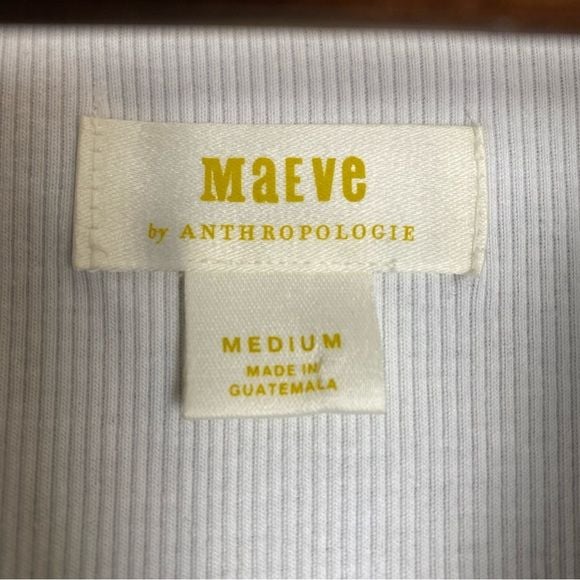 MaEVe
by ANTHROPOLOGIE
MEDIUM
MADE IN
GUATEMALA